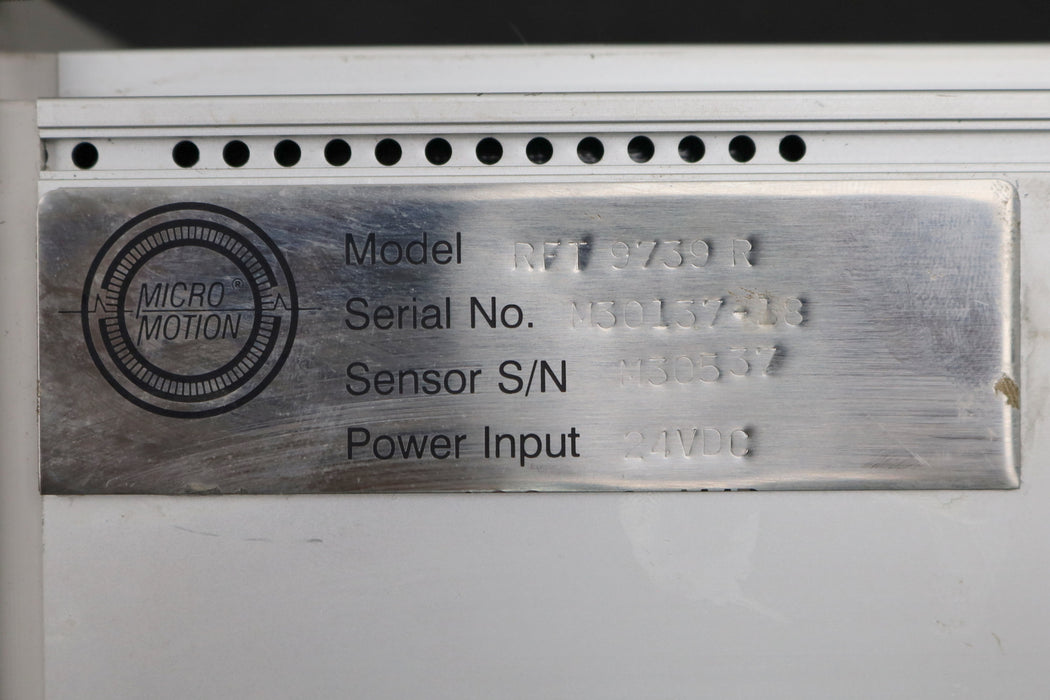 MICRO®
MOTION
Model RFT 9739 R
Serial No. M30137-18
Sensor S/N M30537
Power Input 24VDC